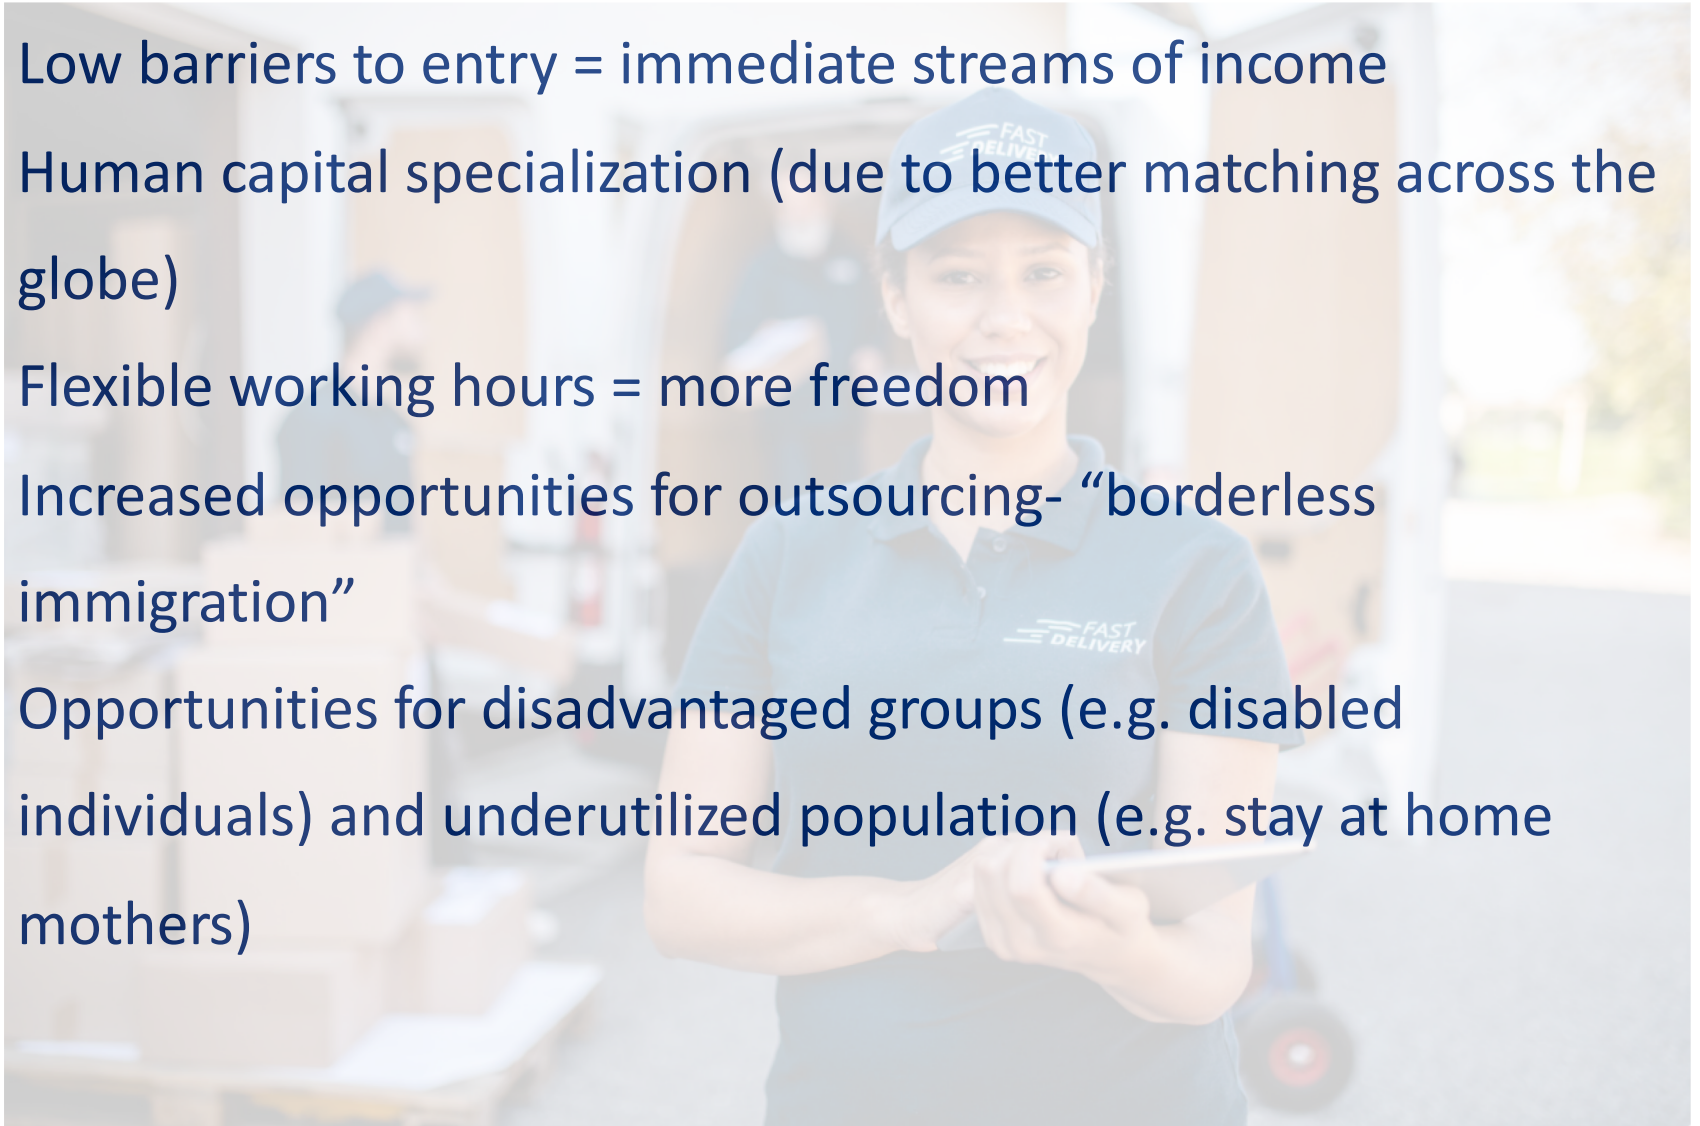 Low barriers to entry = immediate streams of income
Human capital specialization (due to better matching across the
globe)
Flexible working hours = more freedom
Increased opportunities for outsourcing- “borderless
immigration”
Opportunities for disadvantaged groups (e.g. disabled
individuals) and underutilized population (e.g. stay at home
mothers)
FAST
DELIVERY
FAST
DELIVERY